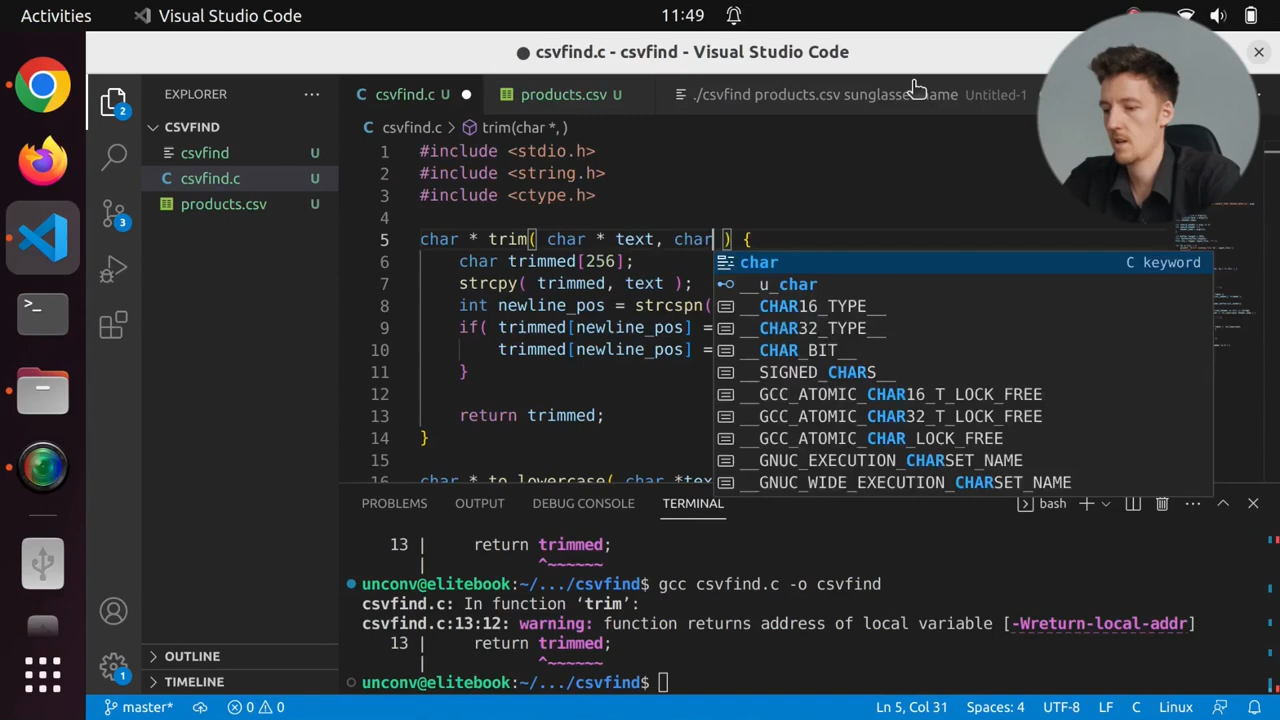 Activities
Visual Studio Code
11:49
csvfind.c - csvfind - Visual Studio Code
EXPLORER
csvfind.c U
products.csv U
./csvfind products.csv sunglasses name Untitled-1
2
CSVFIND
csvfind U
csvfind.c U
products.csv U
3
1
OUTLINE
TIMELINE
csvfind.c > trim(char *,)
1 #include <stdio.h>
2 #include <string.h>
3 #include <ctype.h>
4
5 char * trim( char * text, char ) {
6 char trimmed[256];
7 strcpy( trimmed, text );
8 int newline_pos = strcspn(
9 if( trimmed[newline_pos] =
10 trimmed[newline_pos] =
11 }
12
13 return trimmed;
14 }
15
char * to_lowercase( char *tex
char C keyword
__u_char
__CHAR16_TYPE__
__CHAR32_TYPE__
__CHAR_BIT__
__SIGNED_CHARS__
__GCC_ATOMIC_CHAR16_T_LOCK_FREE
__GCC_ATOMIC_CHAR32_T_LOCK_FREE
__GCC_ATOMIC_CHAR_LOCK_FREE
__GNUC_EXECUTION_CHARSET_NAME
__GNUC_WIDE_EXECUTION_CHARSET_NAME
PROBLEMS OUTPUT DEBUG CONSOLE TERMINAL
bash
13 | return trimmed;
| ^~~~~~~
unconv@elitebook:~/.../csvfind$ gcc csvfind.c -o csvfind
csvfind.c: In function ‘trim’:
csvfind.c:13:12: warning: function returns address of local variable [-Wreturn-local-addr]
13 | return trimmed;
| ^~~~~~~
unconv@elitebook:~/.../csvfind$
master* 0 0 Ln 5, Col 31 Spaces: 4 UTF-8 LF C Linux